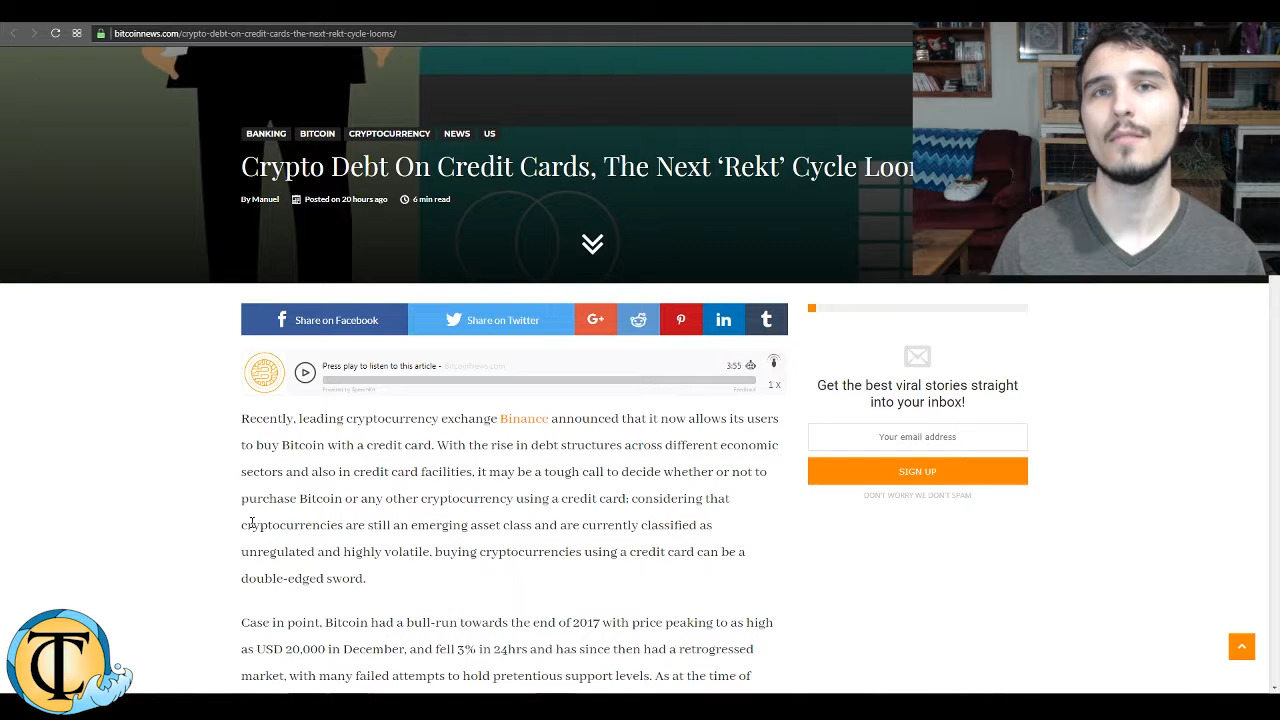 bitcoinnews.com/crypto-debt-on-credit-cards-the-next-rekt-cycle-looms/
BANKING BITCOIN CRYPTOCURRENCY NEWS US
Crypto Debt On Credit Cards, The Next ‘Rekt’ Cycle Loo
By Manuel Posted on 20 hours ago 6 min read
Share on Facebook Share on Twitter G+ in t
Press play to listen to this article - BitcoinNews.com 3:55
Powered by SpeechKit Feedback 1 X
Recently, leading cryptocurrency exchange Binance announced that it now allows its users
to buy Bitcoin with a credit card. With the rise in debt structures across different economic
sectors and also in credit card facilities, it may be a tough call to decide whether or not to
purchase Bitcoin or any other cryptocurrency using a credit card; considering that
cryptocurrencies are still an emerging asset class and are currently classified as
unregulated and highly volatile, buying cryptocurrencies using a credit card can be a
double-edged sword.
Case in point, Bitcoin had a bull-run towards the end of 2017 with price peaking to as high
as USD 20,000 in December, and fell 3% in 24hrs and has since then had a retrogressed
market, with many failed attempts to hold pretentious support levels. As at the time of
Get the best viral stories straight
into your inbox!
Your email address
SIGN UP
DON'T WORRY WE DON'T SPAM
TC